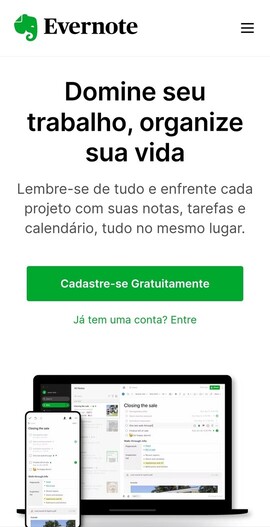 Evernote
Domine seu
trabalho, organize
sua vida
Lembre-se de tudo e enfrente cada
projeto com suas notas, tarefas e
calendário, tudo no mesmo lugar.
Cadastre-se Gratuitamente
Já tem uma conta? Entre
Closing the sale
Closing the sale